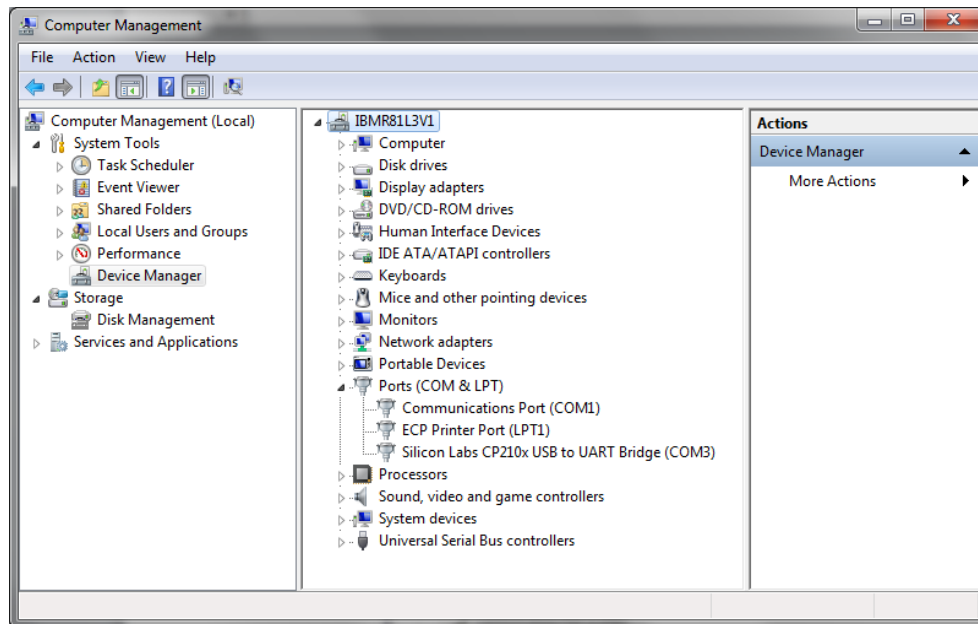 Computer Management
File Action View Help
Computer Management (Local)
System Tools
Task Scheduler
Event Viewer
Shared Folders
Local Users and Groups
Performance
Device Manager
Storage
Disk Management
Services and Applications
IBMR81L3V1
Computer
Disk drives
Display adapters
DVD/CD-ROM drives
Human Interface Devices
IDE ATA/ATAPI controllers
Keyboards
Mice and other pointing devices
Monitors
Network adapters
Portable Devices
Ports (COM & LPT)
Communications Port (COM1)
ECP Printer Port (LPT1)
Silicon Labs CP210x USB to UART Bridge (COM3)
Processors
Sound, video and game controllers
System devices
Universal Serial Bus controllers
Actions
Device Manager
More Actions